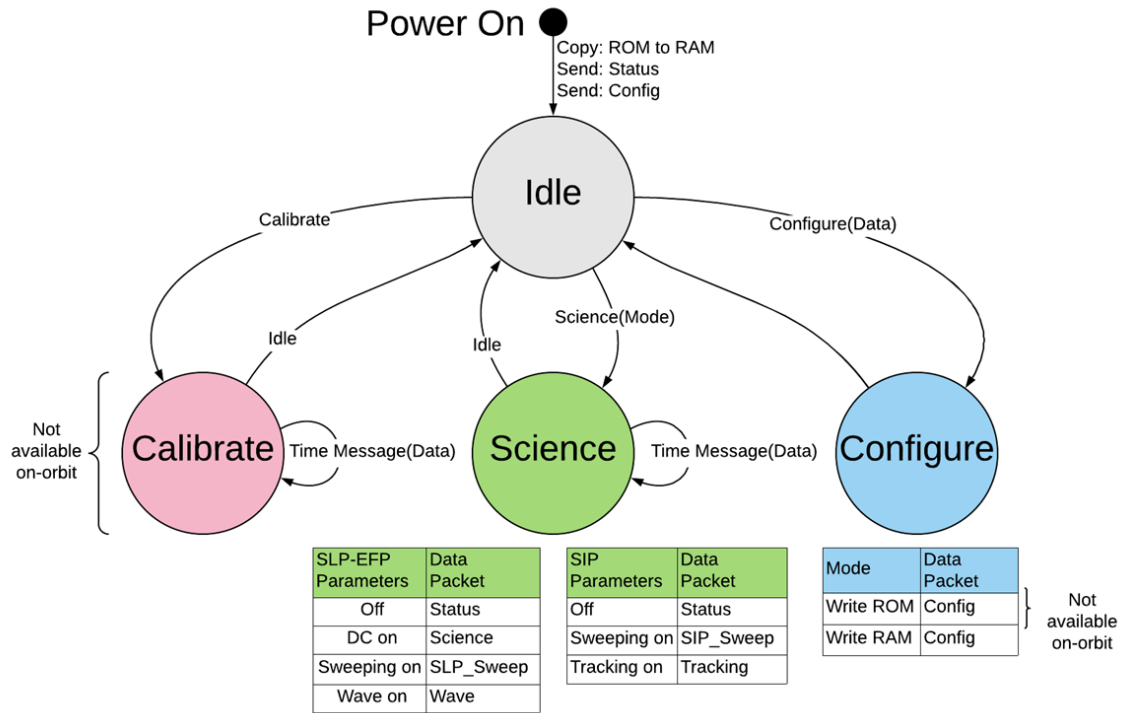 Power On
Copy: ROM to RAM
Send: Status
Send: Config
Idle
Calibrate
Configure(Data)
Science(Mode)
Idle
Idle
Not
available
on-orbit
Calibrate
Time Message(Data)
Science
Time Message(Data)
Configure
SLP-EFP Parameters Data Packet
Off Status
DC on Science
Sweeping on SLP_Sweep
Wave on Wave
SIP Parameters Data Packet
Off Status
Sweeping on SIP_Sweep
Tracking on Tracking
Mode Data Packet
Write ROM Config
Write RAM Config
Not
available
on-orbit